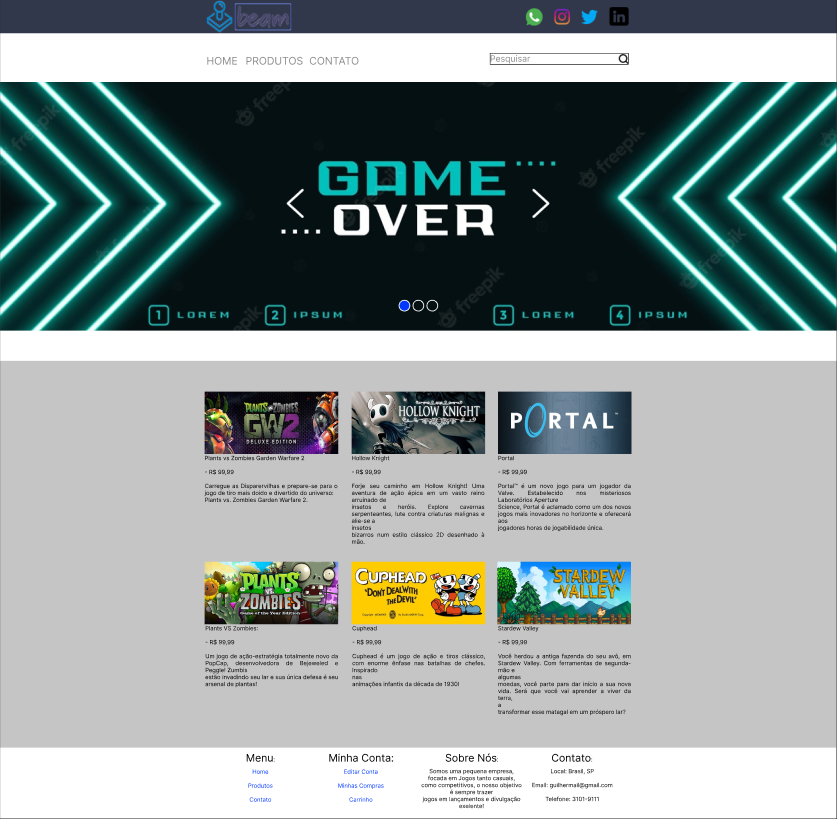 beam
HOME PRODUTOS CONTATO
Pesquisar
freepik
freepik
freepik
freepik
freepik
GAME
OVER
1 LOREM 2 IPSUM 3 LOREM 4 IPSUM
PLANTS VS ZOMBIES
GW2
DELUXE EDITION
Plants vs Zombies Garden Warfare 2
- R$ 99,99
Carregue as Disparervilhas e prepare-se para o
jogo de tiro mais doido e divertido do universo:
Plants vs. Zombies Garden Warfare 2.
HOLLOW KNIGHT
Hollow Knight
- R$ 99,99
Forje seu caminho em Hollow Knight! Uma
aventura de ação épica em um vasto reino
arruinado de
insetos e heróis. Explore cavernas
serpenteantes, lute contra criaturas malignas e
alie-se a
insetos
bizarros num estilo clássico 2D desenhado à
mão.
PORTAL™
Portal
- R$ 99,99
Portal™ é um novo jogo para um jogador da
Valve. Estabelecido nos misteriosos
Laboratórios Aperture
Science, Portal é aclamado como um dos novos
jogos mais inovadores no horizonte e oferecerá
aos
jogadores horas de jogabilidade única.
PLANTS
VS.
ZOMBIES
Game of the Year Edition
Plants VS Zombies:
- R$ 99,99
Um jogo de ação-estratégia totalmente novo da
PopCap, desenvolvedora de Bejeweled e
Peggle! Zumbis
estão invadindo seu lar e sua única defesa é seu
arsenal de plantas!
CUPHEAD
"DON'T DEAL WITH
THE DEVIL"
Cuphead
- R$ 99,99
Cuphead é um jogo de ação e tiros clássico,
com enorme ênfase nas batalhas de chefes.
Inspirado
nas
animações infantis da década de 1930!
STARDEW
VALLEY
Stardew Valley
- R$ 99,99
Você herdou a antiga fazenda do seu avô, em
Stardew Valley. Com ferramentas de segunda-
mão e
algumas
moedas, você parte para dar início a sua nova
vida. Será que você vai aprender a viver da
terra,
a
transformar esse matagal em um próspero lar?
Menu:
Home
Produtos
Contato
Minha Conta:
Editar Conta
Minhas Compras
Carrinho
Sobre Nós:
Somos uma pequena empresa,
focada em Jogos tanto casuais,
como competitivos, o nosso objetivo
é sempre trazer
jogos em lançamentos e divulgação
exelente!
Contato:
Local: Brasil, SP
Email: guilhermail@gmail.com
Telefone: 3101-9111